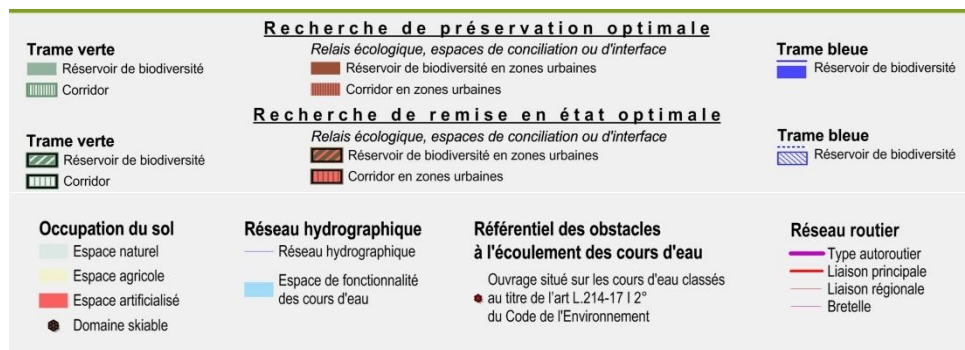 Recherche de préservation optimale
Trame verte
Réservoir de biodiversité
Corridor
Relais écologique, espaces de conciliation ou d'interface
Réservoir de biodiversité en zones urbaines
Corridor en zones urbaines
Trame bleue
Réservoir de biodiversité
Recherche de remise en état optimale
Trame verte
Réservoir de biodiversité
Corridor
Relais écologique, espaces de conciliation ou d'interface
Réservoir de biodiversité en zones urbaines
Corridor en zones urbaines
Trame bleue
Réservoir de biodiversité
Occupation du sol
Espace naturel
Espace agricole
Espace artificialisé
Domaine skiable
Réseau hydrographique
Réseau hydrographique
Espace de fonctionnalité
des cours d'eau
Référentiel des obstacles
à l'écoulement des cours d'eau
Ouvrage situé sur les cours d'eau classés
au titre de l'art L.214-17 I 2°
du Code de l'Environnement
Réseau routier
Type autoroutier
Liaison principale
Liaison régionale
Bretelle